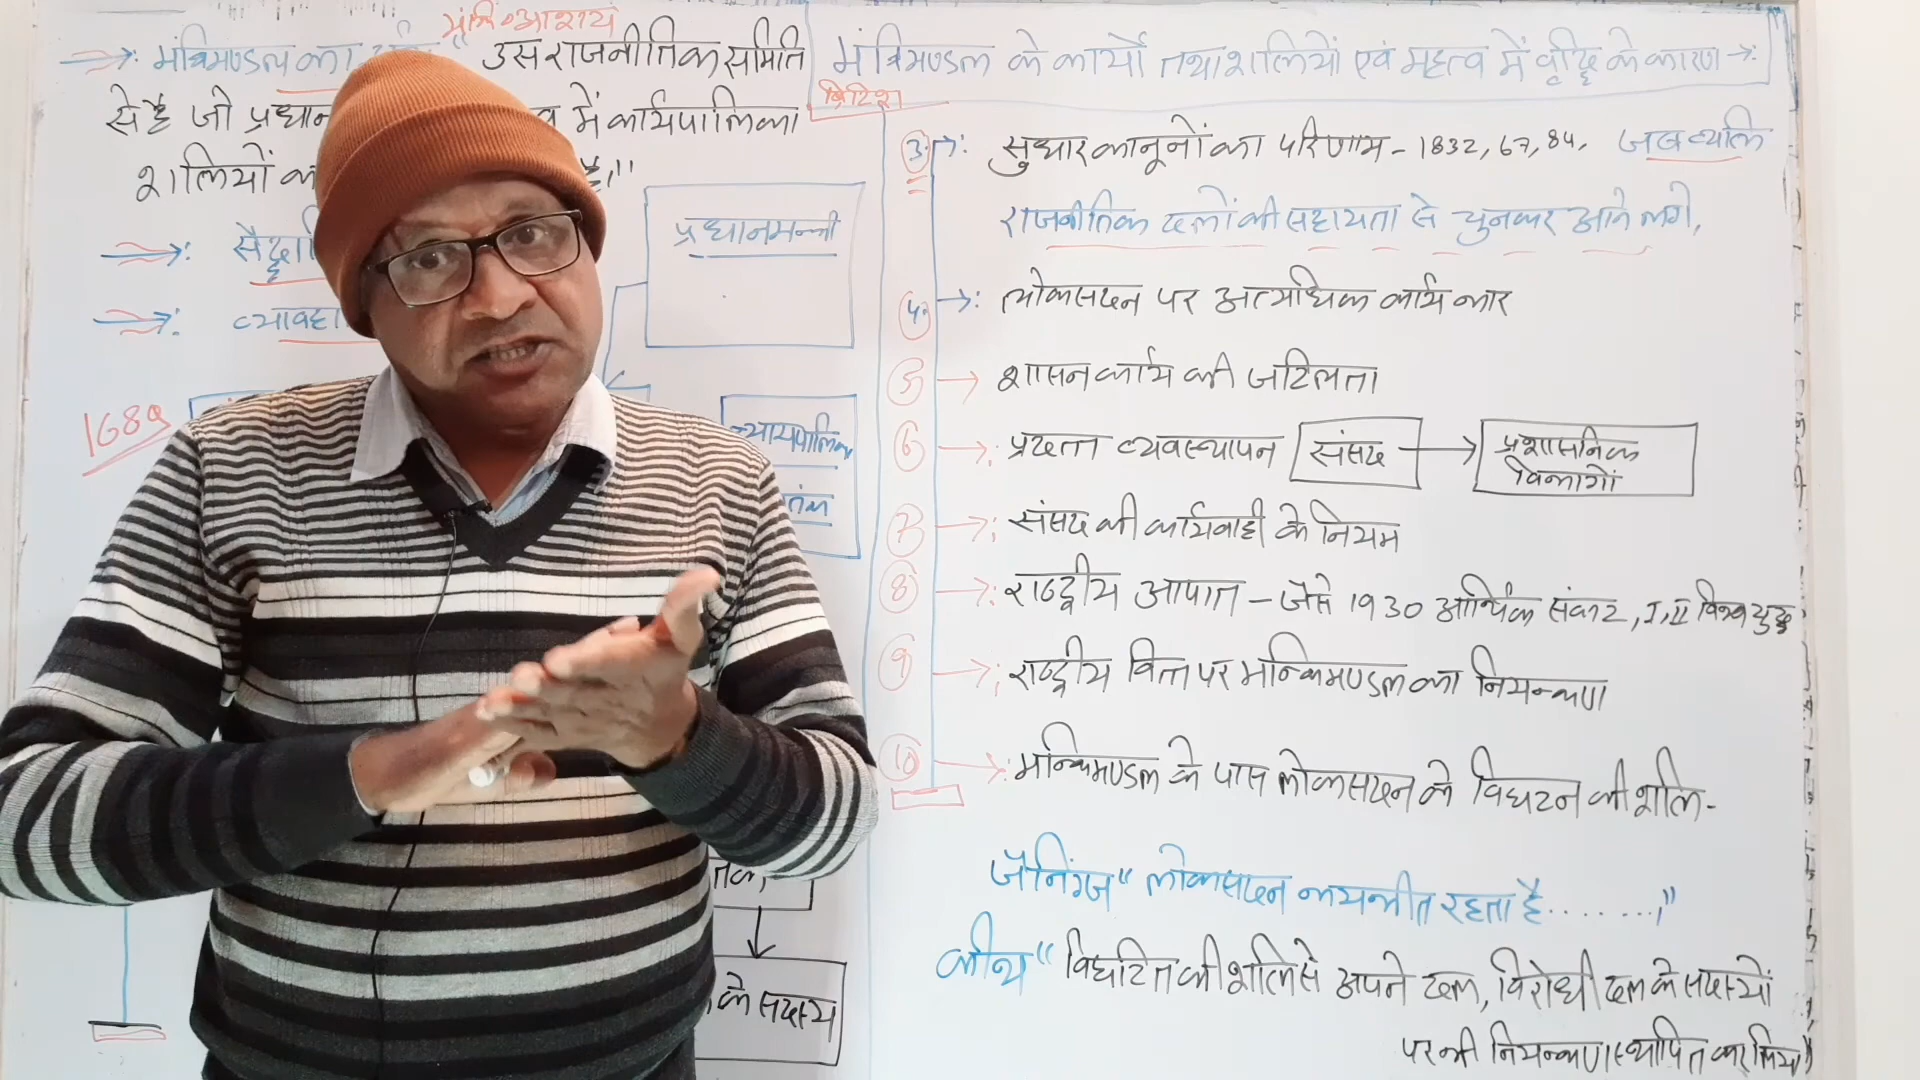 मूर्ति॰ आशय
मंत्रिमण्डल का
उस राजनीतिक समिति
से है जो प्रधान
में कार्यपालिका
शक्तियों का
है,"
प्रधानमन्त्री
1689
न्यायपालिका
के सदस्य
मंत्रिमण्डल के कार्यों तथा शक्तियों एवं महत्व में वृद्धि के कारण →:
ब्रिटिश
3 →: सुधार कानूनों का परिणाम - 1832, 67, 84, जब व्यक्ति
राजनीतिक दलों की सहायता से चुनकर आने लगे,
4. →: लोकसदन पर अत्यधिक कार्य भार
5 → शासन कार्य की जटिलता
6 →: प्रदत्त व्यवस्थापन संसद → प्रशासनिक
विभागों
7 →: संसद की कार्यवाही के नियम
8 →: राष्ट्रीय आपात - जैसे 1930 आर्थिक संकट, I, II विश्व युद्ध
9 →: राष्ट्रीय वित्त पर मन्त्रिमण्डल का नियन्त्रण
10 →: मन्त्रिमण्डल के पास लोकसदन के विघटन की शक्ति -
जैनिंग्ज " लोकसदन भयभीत रहता है ........,"
कीथ " विघटित की शक्ति से अपने दल, विरोधी दल के सदस्यों
पर भी नियन्त्रण स्थापित कर लिया"